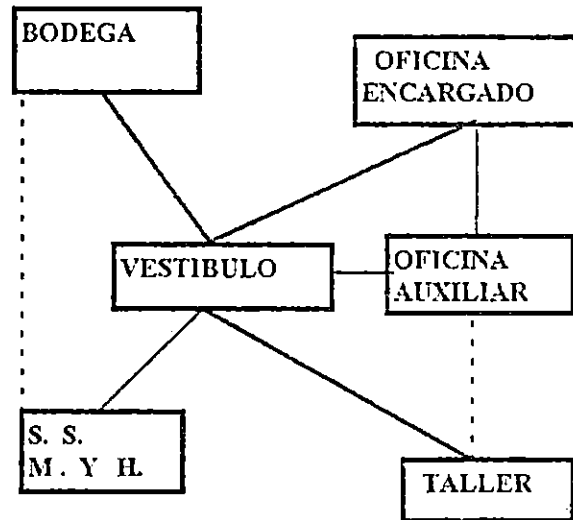 BODEGA
OFICINA
ENCARGADO
VESTIBULO
OFICINA
AUXILIAR
S. S.
M. Y H.
TALLER